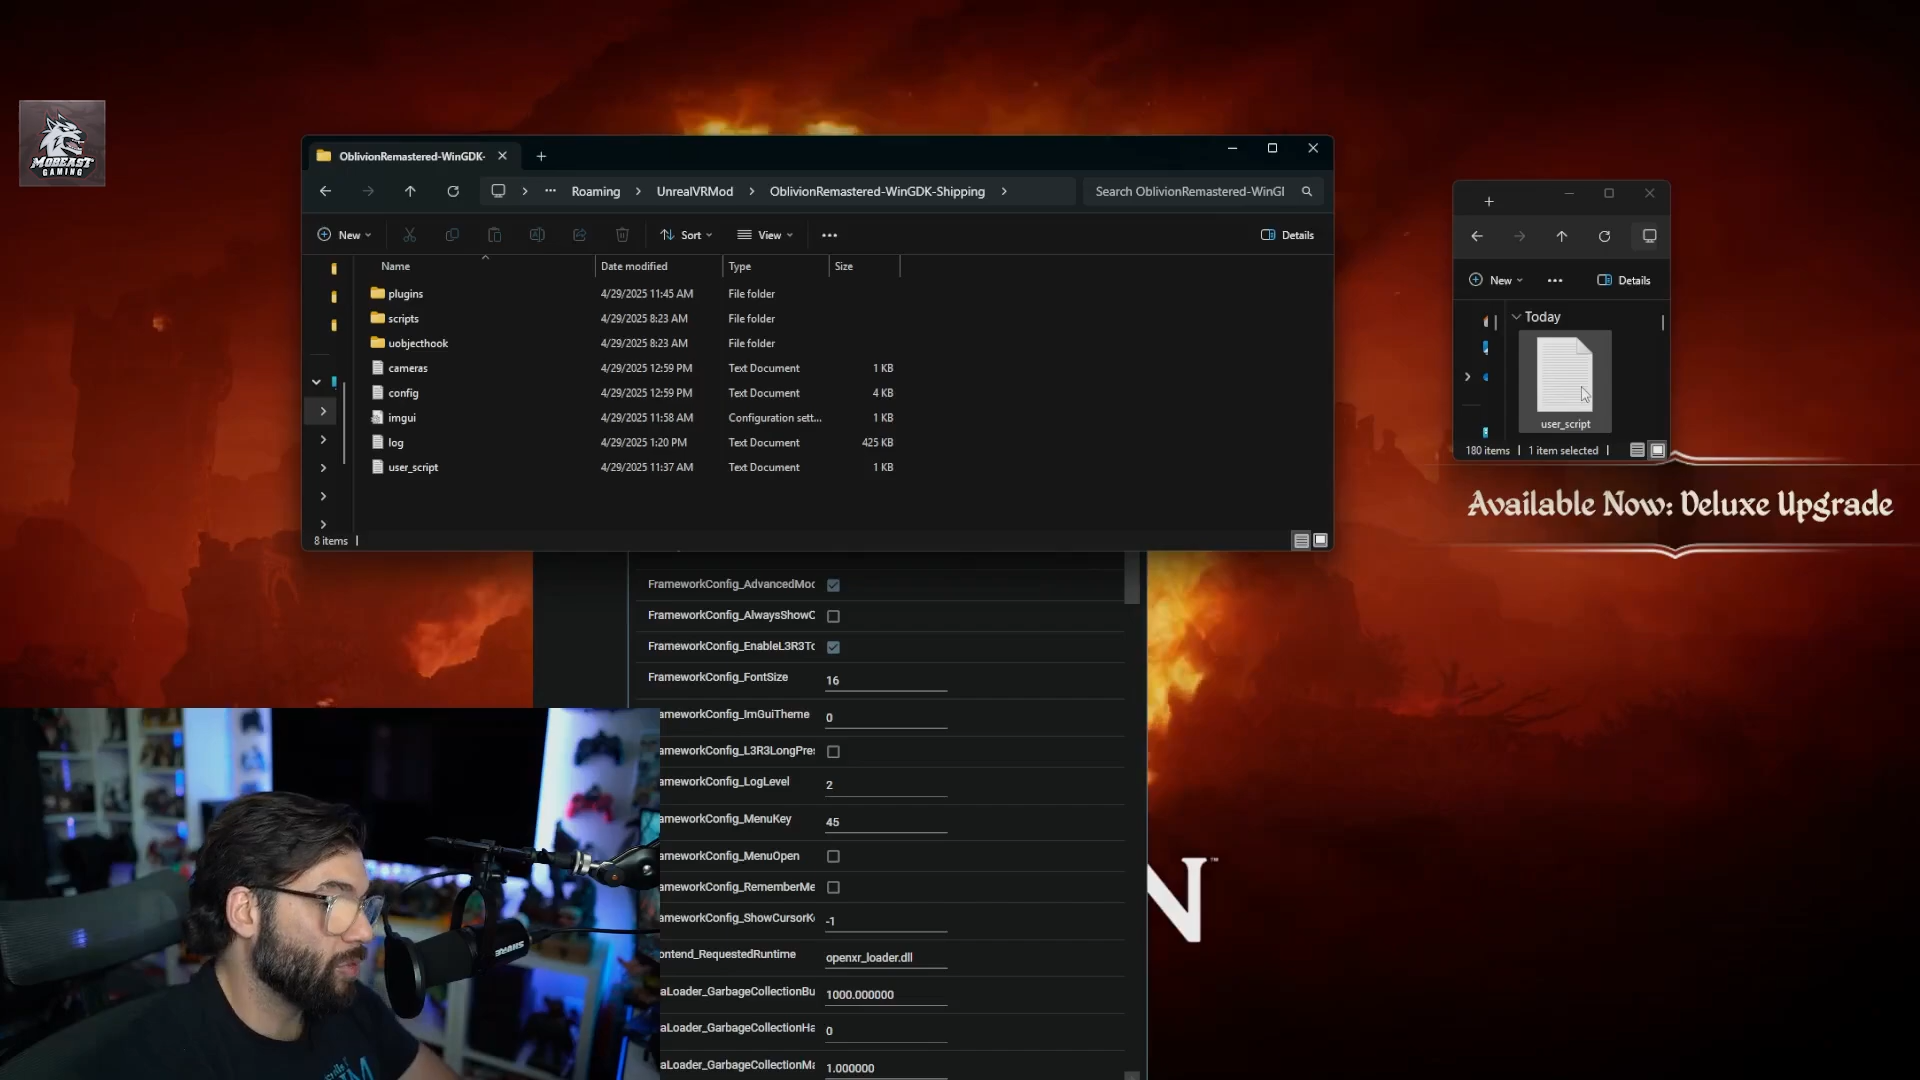 MOBEAST
GAMING
OblivionRemastered-WinGDK-
Roaming
UnrealVRMod
OblivionRemastered-WinGDK-Shipping
Search OblivionRemastered-WinGI
New
Sort
View
Details
Name
Date modified
Type
Size
plugins 4/29/2025 11:45 AM File folder
scripts 4/29/2025 8:23 AM File folder
uobjecthook 4/29/2025 8:23 AM File folder
cameras 4/29/2025 12:59 PM Text Document 1 KB
config 4/29/2025 12:59 PM Text Document 4 KB
imgui 4/29/2025 11:58 AM Configuration sett... 1 KB
log 4/29/2025 1:20 PM Text Document 425 KB
user_script 4/29/2025 11:37 AM Text Document 1 KB
8 items
New
Details
Today
user_script
180 items
1 item selected
Available Now: Deluxe Upgrade
FrameworkConfig_AdvancedMod
FrameworkConfig_AlwaysShowC
FrameworkConfig_EnableL3R3To
FrameworkConfig_FontSize 16
ameworkConfig_ImGuiTheme 0
ameworkConfig_L3R3LongPres
ameworkConfig_LogLevel 2
ameworkConfig_MenuKey 45
ameworkConfig_MenuOpen
ameworkConfig_RememberMe
ameworkConfig_ShowCursorK -1
ontend_RequestedRuntime openxr_loader.dll
aLoader_GarbageCollectionBu 1000.000000
aLoader_GarbageCollectionHa 0
aLoader_GarbageCollectionMa 1.000000
N™
SHURE